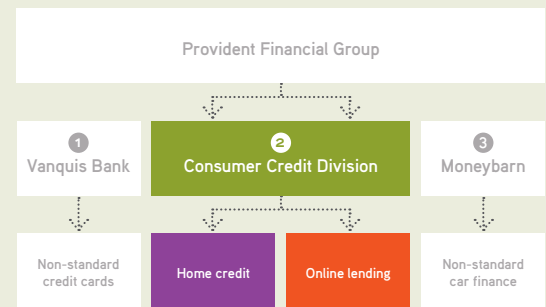 Provident Financial Group
1
Vanquis Bank
2
Consumer Credit Division
3
Moneybarn
Non-standard
credit cards
Home credit
Online lending
Non-standard
car finance